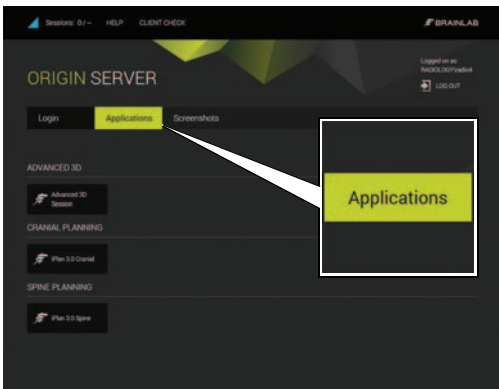 Sessions: 0/-- HELP CLIENT CHECK BRAINLAB
Logged on as:
LOG OUT
ORIGIN SERVER
Login Applications Screenshots
Applications
ADVANCED 3D
Advanced 3D
Session
CRANIAL PLANNING
iPlan 3.0 Cranial
SPINE PLANNING
iPlan 3.0 Spine